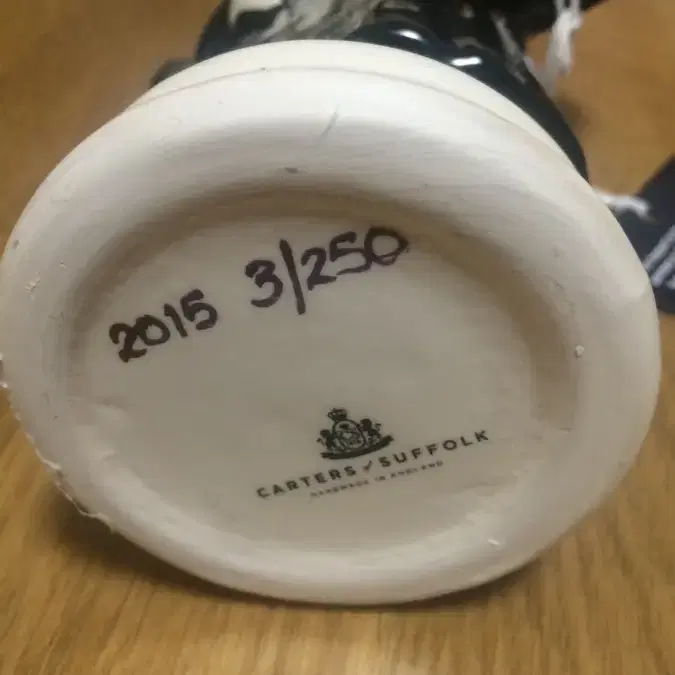 2015 3/250
CARTERS of SUFFOLK
HANDMADE IN ENGLAND